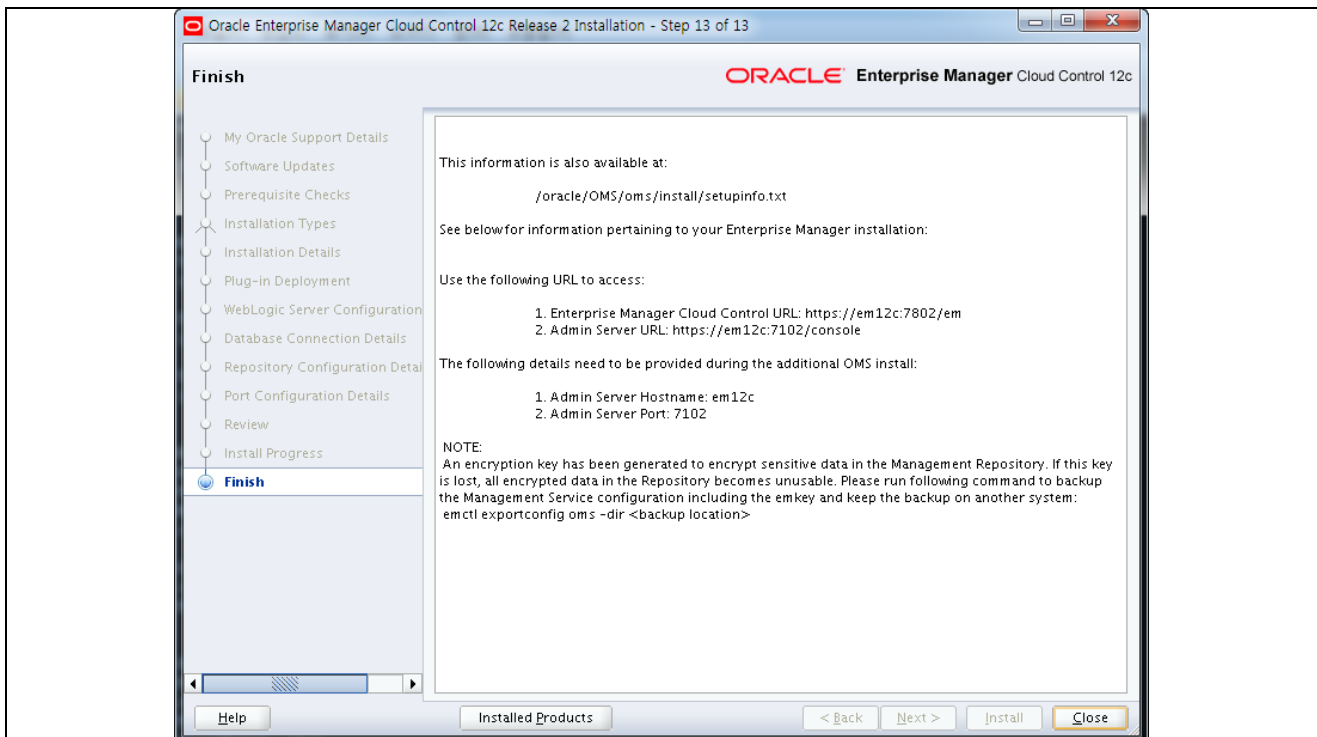 Oracle Enterprise Manager Cloud Control 12c Release 2 Installation - Step 13 of 13
Finish
ORACLE Enterprise Manager Cloud Control 12c
My Oracle Support Details
Software Updates
Prerequisite Checks
Installation Types
Installation Details
Plug-in Deployment
WebLogic Server Configuration
Database Connection Details
Repository Configuration Detai
Port Configuration Details
Review
Install Progress
Finish
This information is also available at:
/oracle/OMS/oms/install/setupinfo.txt
See below for information pertaining to your Enterprise Manager installation:
Use the following URL to access:
1. Enterprise Manager Cloud Control URL: https://em12c:7802/em
2. Admin Server URL: https://em12c:7102/console
The following details need to be provided during the additional OMS install:
1. Admin Server Hostname: em12c
2. Admin Server Port: 7102
NOTE:
An encryption key has been generated to encrypt sensitive data in the Management Repository. If this key
is lost, all encrypted data in the Repository becomes unusable. Please run following command to backup
the Management Service configuration including the emkey and keep the backup on another system:
emctl exportconfig oms -dir <backup location>
Help
Installed Products
< Back
Next >
Install
Close